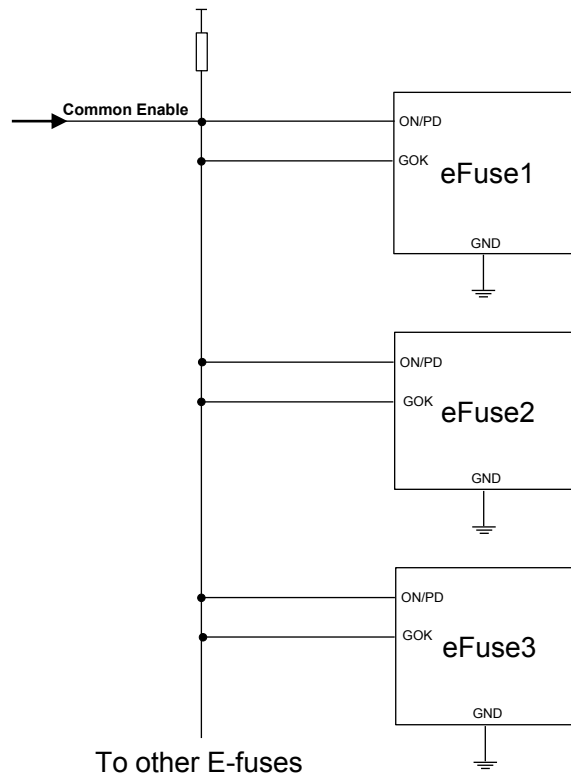 Common Enable
ON/PD
GOK
eFuse1
GND
ON/PD
GOK
eFuse2
GND
ON/PD
GOK
eFuse3
GND
To other E-fuses